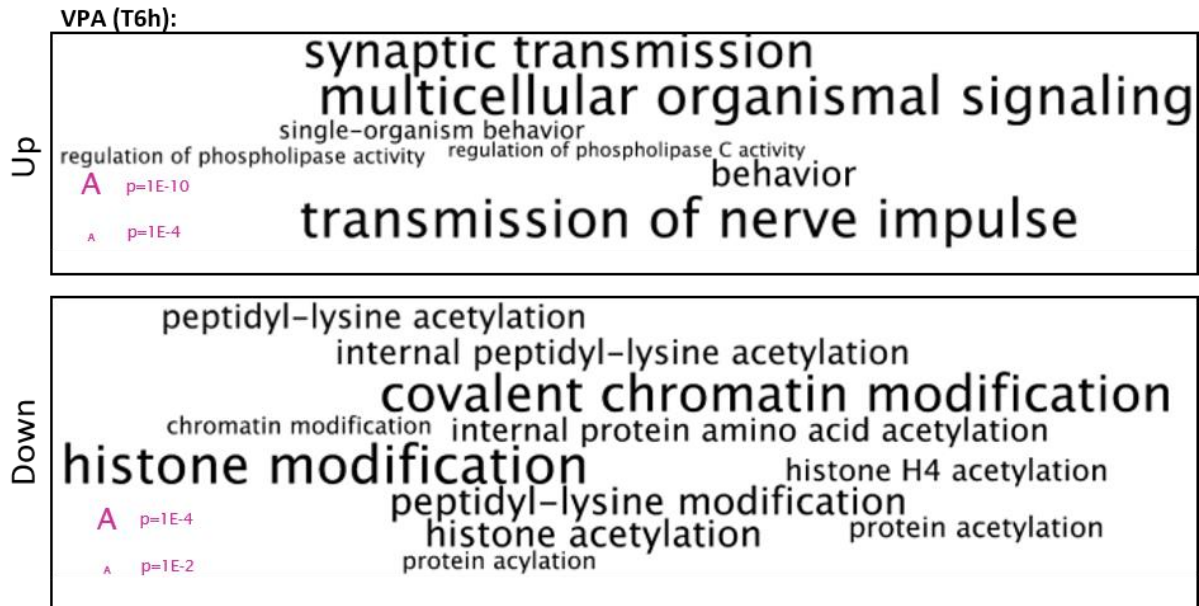 VPA (T6h):
Up
synaptic transmission
multicellular organismal signaling
single-organism behavior
regulation of phospholipase activity
regulation of phospholipase C activity
behavior
A p=1E-10
transmission of nerve impulse
A p=1E-4
Down
peptidyl-lysine acetylation
internal peptidyl-lysine acetylation
covalent chromatin modification
chromatin modification
internal protein amino acid acetylation
histone modification
histone H4 acetylation
peptidyl-lysine modification
A p=1E-4
histone acetylation
protein acetylation
protein acylation
A p=1E-2